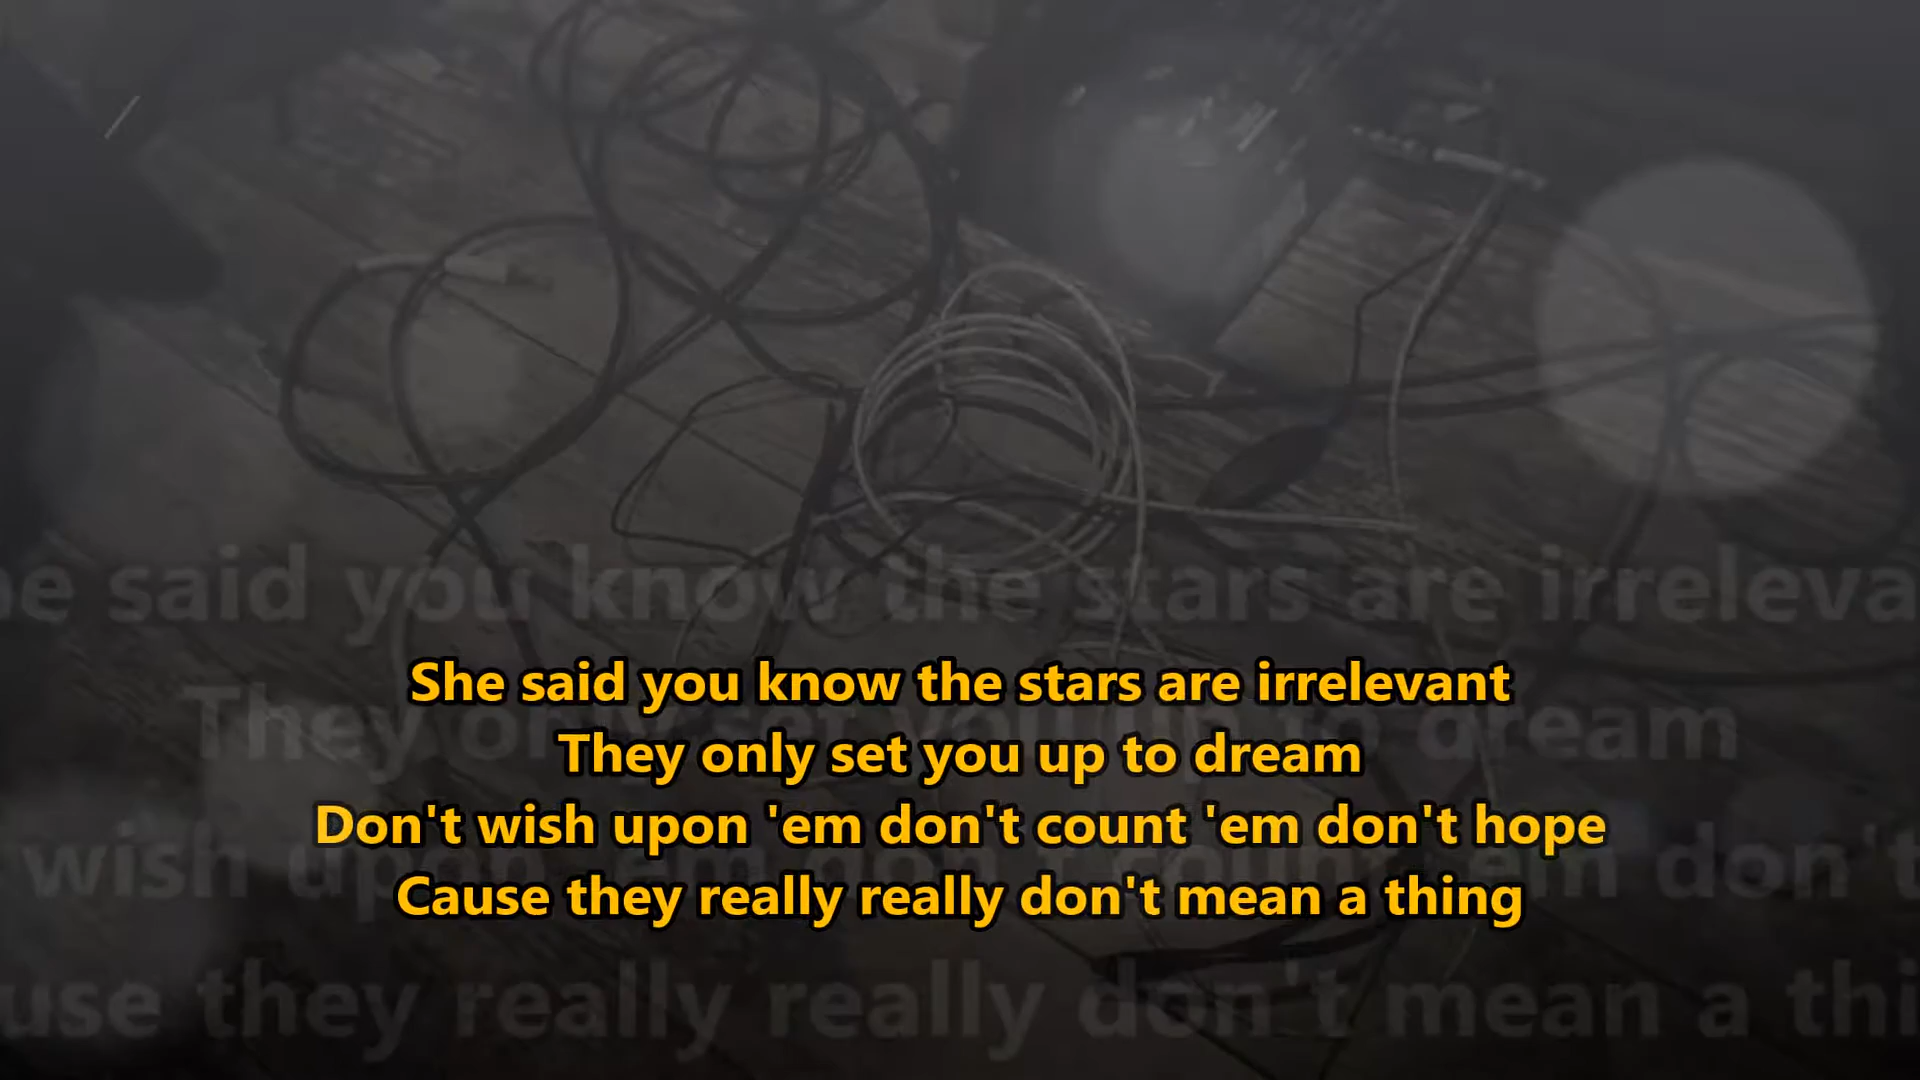 She said you know the stars are irrelevant
They only set you up to dream
Don't wish upon 'em don't count 'em don't hope
Cause they really really don't mean a thing